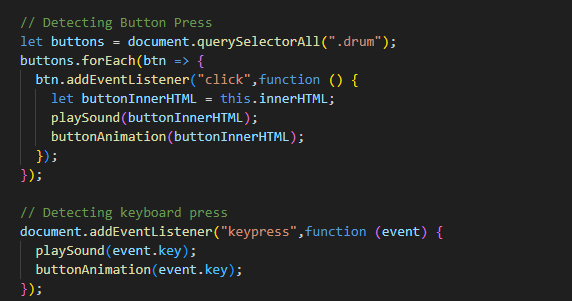 // Detecting Button Press
let buttons = document.querySelectorAll(".drum");
buttons.forEach(btn => {
  btn.addEventListener("click",function () {
    let buttonInnerHTML = this.innerHTML;
    playSound(buttonInnerHTML);
    buttonAnimation(buttonInnerHTML);
  });
});

// Detecting keyboard press
document.addEventListener("keypress",function (event) {
  playSound(event.key);
  buttonAnimation(event.key);
});